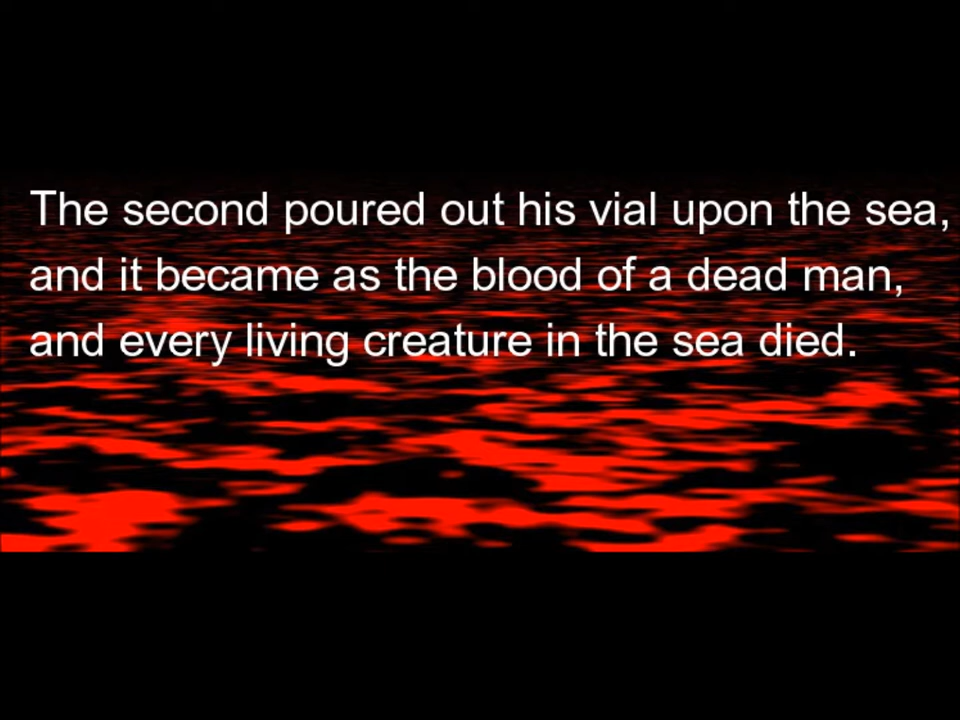 The second poured out his vial upon the sea,
and it became as the blood of a dead man,
and every living creature in the sea died.